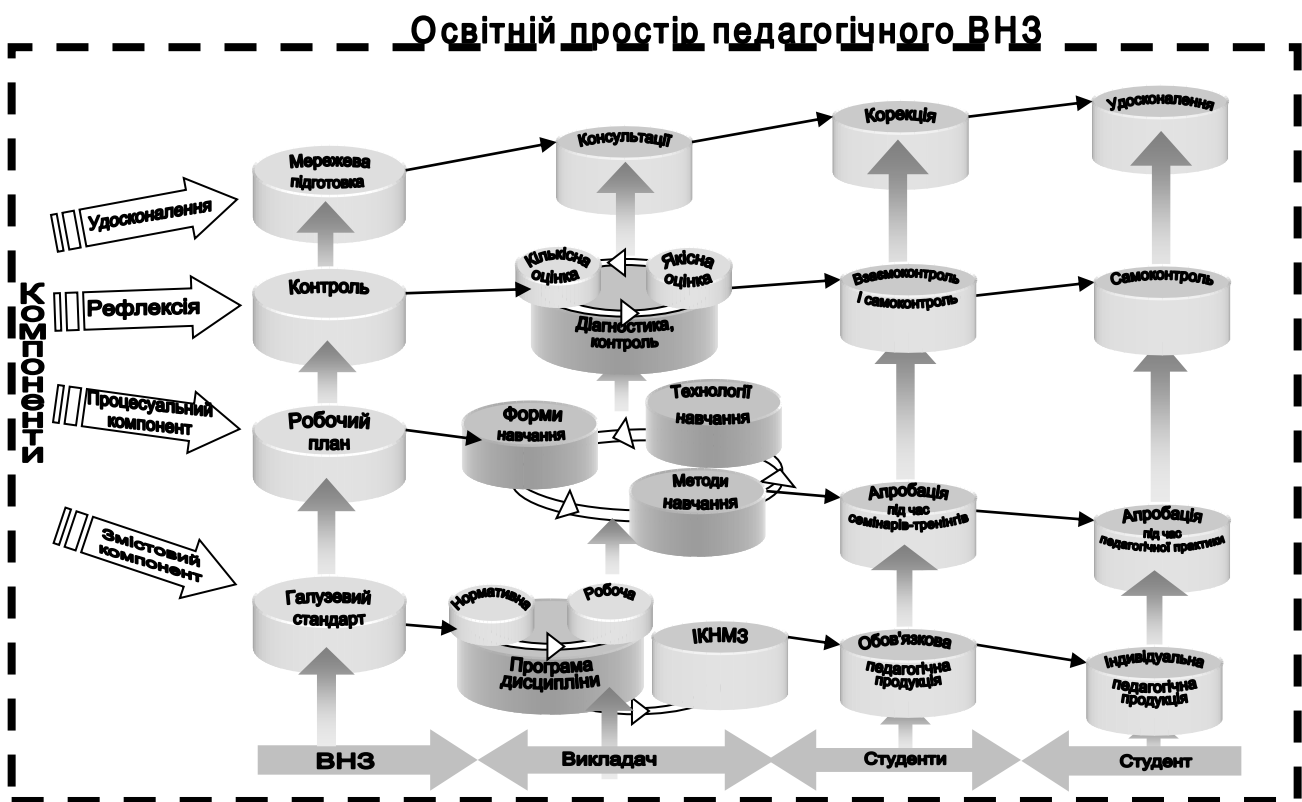 Освітній простір педагогічного ВНЗ
Удосконалення
Корекція
Консультації
Мережева
підготовка
Удосконалення
Компоненти
Рефлексія
Контроль
Кількісна
оцінка
Якісна
оцінка
Діагностика,
контроль
Взаємоконтроль
і самоконтроль
Самоконтроль
Процесуальний
компонент
Робочий
план
Форми
навчання
Технології
навчання
Методи
навчання
Апробація
під час
семінарів-тренінгів
Апробація
під час
педагогічної практики
Змістовий
компонент
Галузевий
стандарт
Нормативна
Робоча
Програма
дисципліни
ІКНМЗ
Обов'язкова
педагогічна
продукція
Індивідуальна
педагогічна
продукція
ВНЗ
Викладач
Студенти
Студент